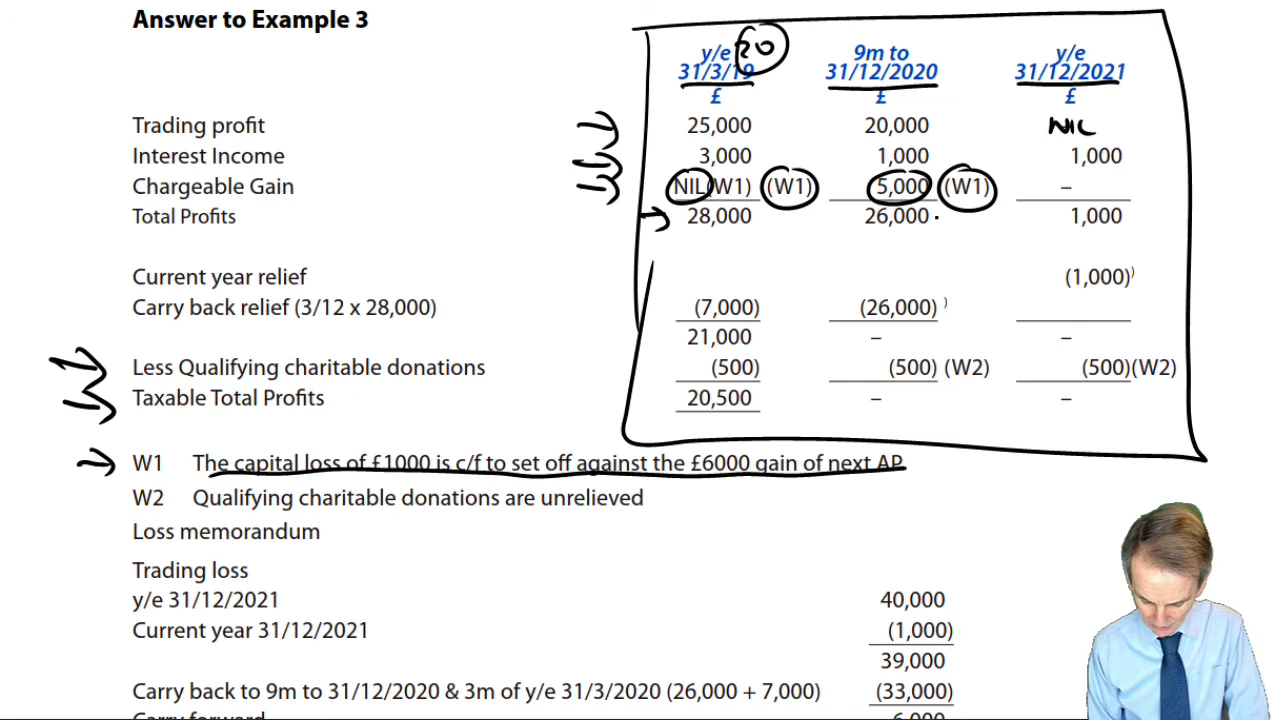 Answer to Example 3
y/e 20 9m to y/e
31/3/19 31/12/2020 31/12/2021
£ £ £
Trading profit 25,000 20,000 NIL
Interest Income 3,000 1,000 1,000
Chargeable Gain NIL(W1) (W1) 5,000 (W1) –
Total Profits 28,000 26,000 1,000
Current year relief (1,000))
Carry back relief (3/12 x 28,000) (7,000) (26,000) )
21,000 – –
Less Qualifying charitable donations (500) (500) (W2) (500)(W2)
Taxable Total Profits 20,500 – –
W1 The capital loss of £1000 is c/f to set off against the £6000 gain of next AP
W2 Qualifying charitable donations are unrelieved
Loss memorandum
Trading loss
y/e 31/12/2021 40,000
Current year 31/12/2021 (1,000)
39,000
Carry back to 9m to 31/12/2020 & 3m of y/e 31/3/2020 (26,000 + 7,000) (33,000)
Carry forward 6,000